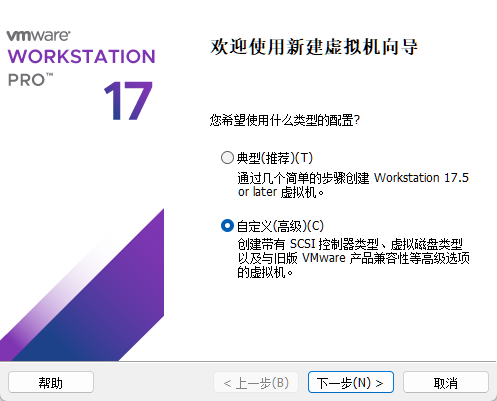 vmware®
WORKSTATION
PRO™
17
欢迎使用新建虚拟机向导
您希望使用什么类型的配置?
典型(推荐)(T)
通过几个简单的步骤创建 Workstation 17.5
or later 虚拟机。
自定义(高级)(C)
创建带有 SCSI 控制器类型、虚拟磁盘类型
以及与旧版 VMware 产品兼容性等高级选项
的虚拟机。
帮助
< 上一步(B)
下一步(N) >
取消